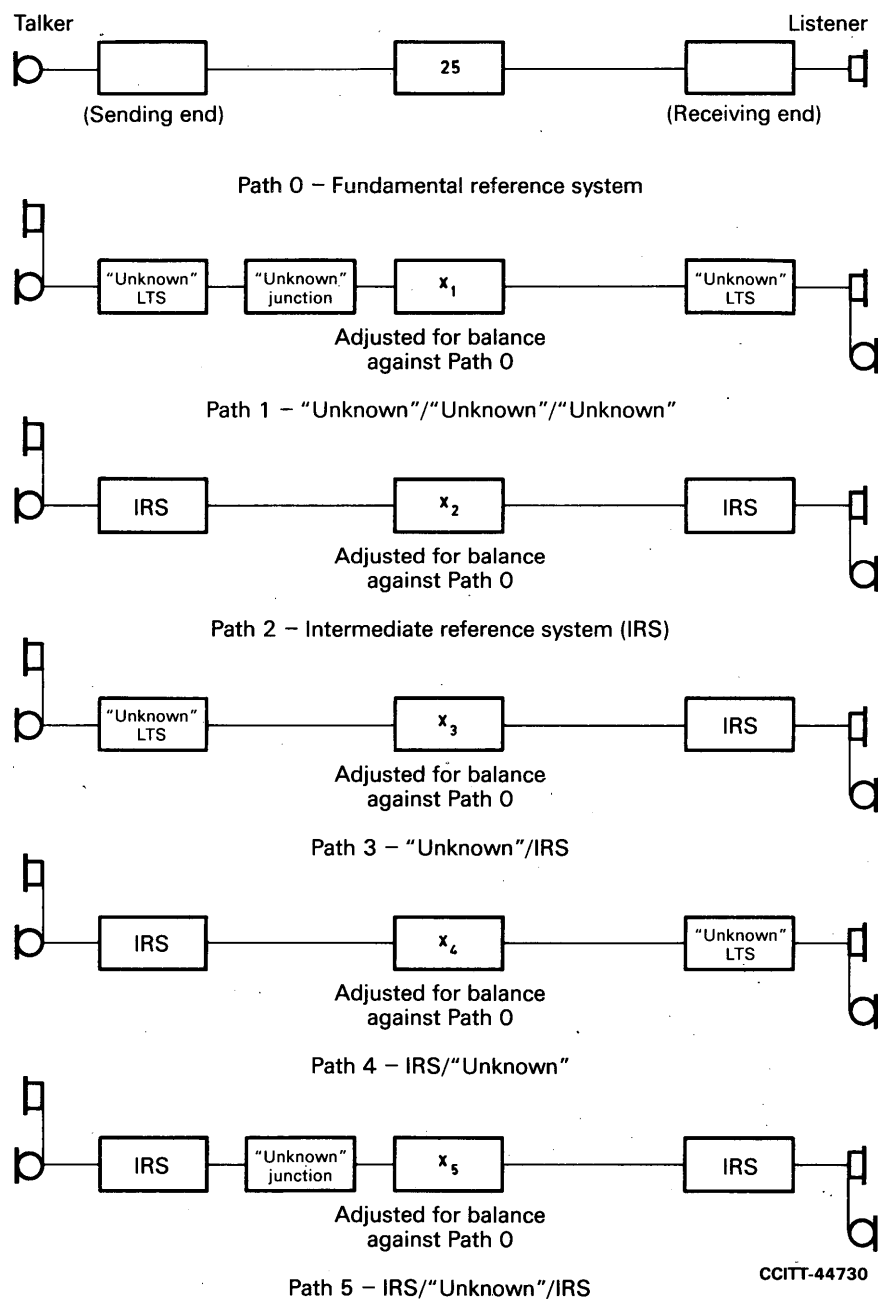 Talker
Listener
25
(Sending end)
(Receiving end)
Path 0 – Fundamental reference system
"Unknown" LTS
"Unknown" junction
x₁
"Unknown" LTS
Adjusted for balance
against Path 0
Path 1 – "Unknown"/"Unknown"/"Unknown"
IRS
x₂
IRS
Adjusted for balance
against Path 0
Path 2 – Intermediate reference system (IRS)
"Unknown" LTS
x₃
IRS
Adjusted for balance
against Path 0
Path 3 – "Unknown"/IRS
IRS
x₄
"Unknown" LTS
Adjusted for balance
against Path 0
Path 4 – IRS/"Unknown"
IRS
"Unknown" junction
x₅
IRS
Adjusted for balance
against Path 0
CCITT-44730
Path 5 – IRS/"Unknown"/IRS